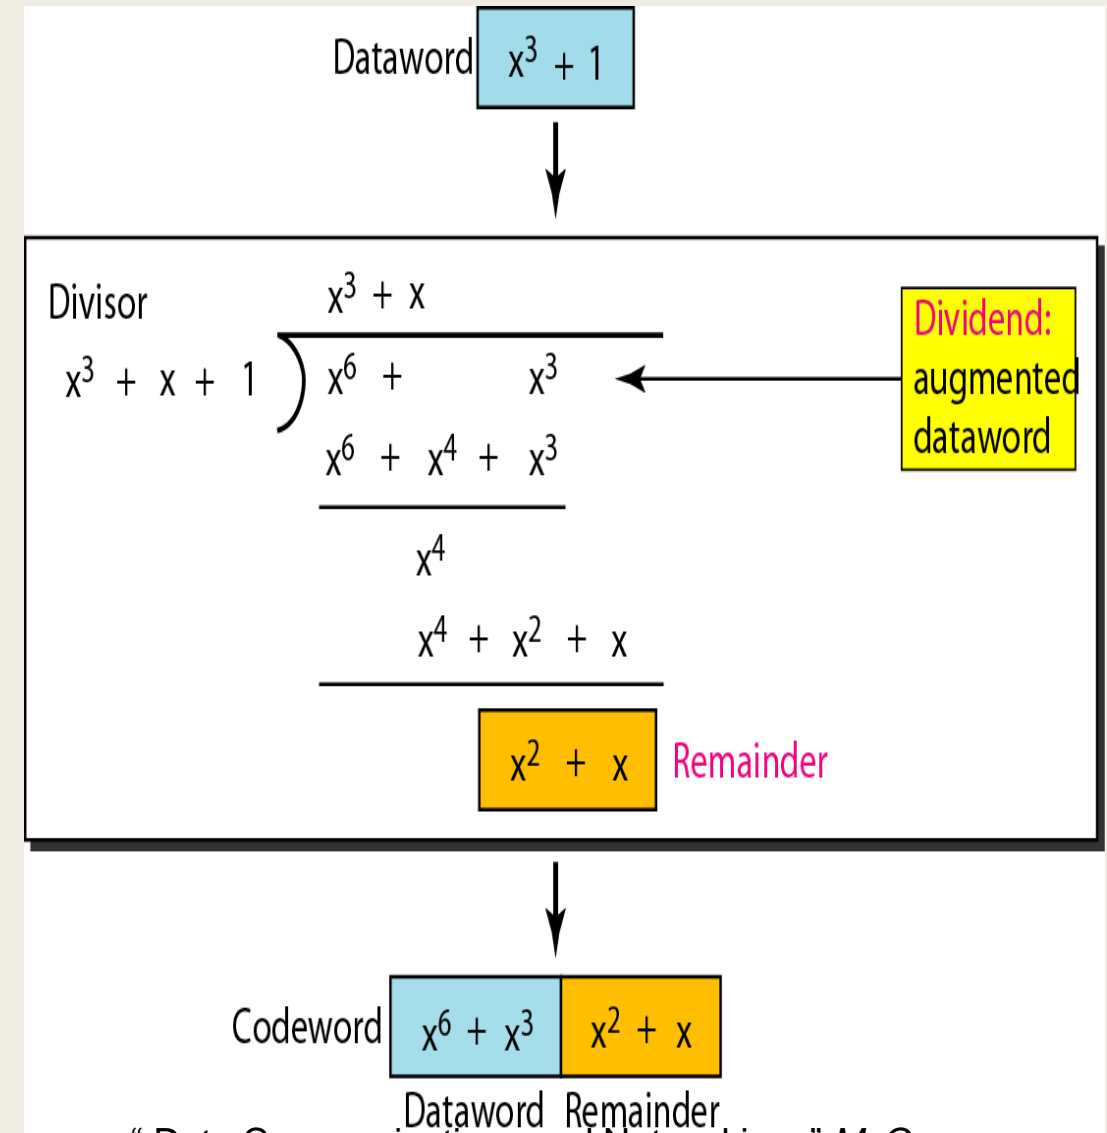 Dataword x³ + 1
Divisor
x³ + x
x³ + x + 1
x⁶ + x³
Dividend:
augmented
dataword
x⁶ + x⁴ + x³
x⁴
x⁴ + x² + x
x² + x Remainder
Codeword x⁶ + x³ x² + x
Dataword Remainder